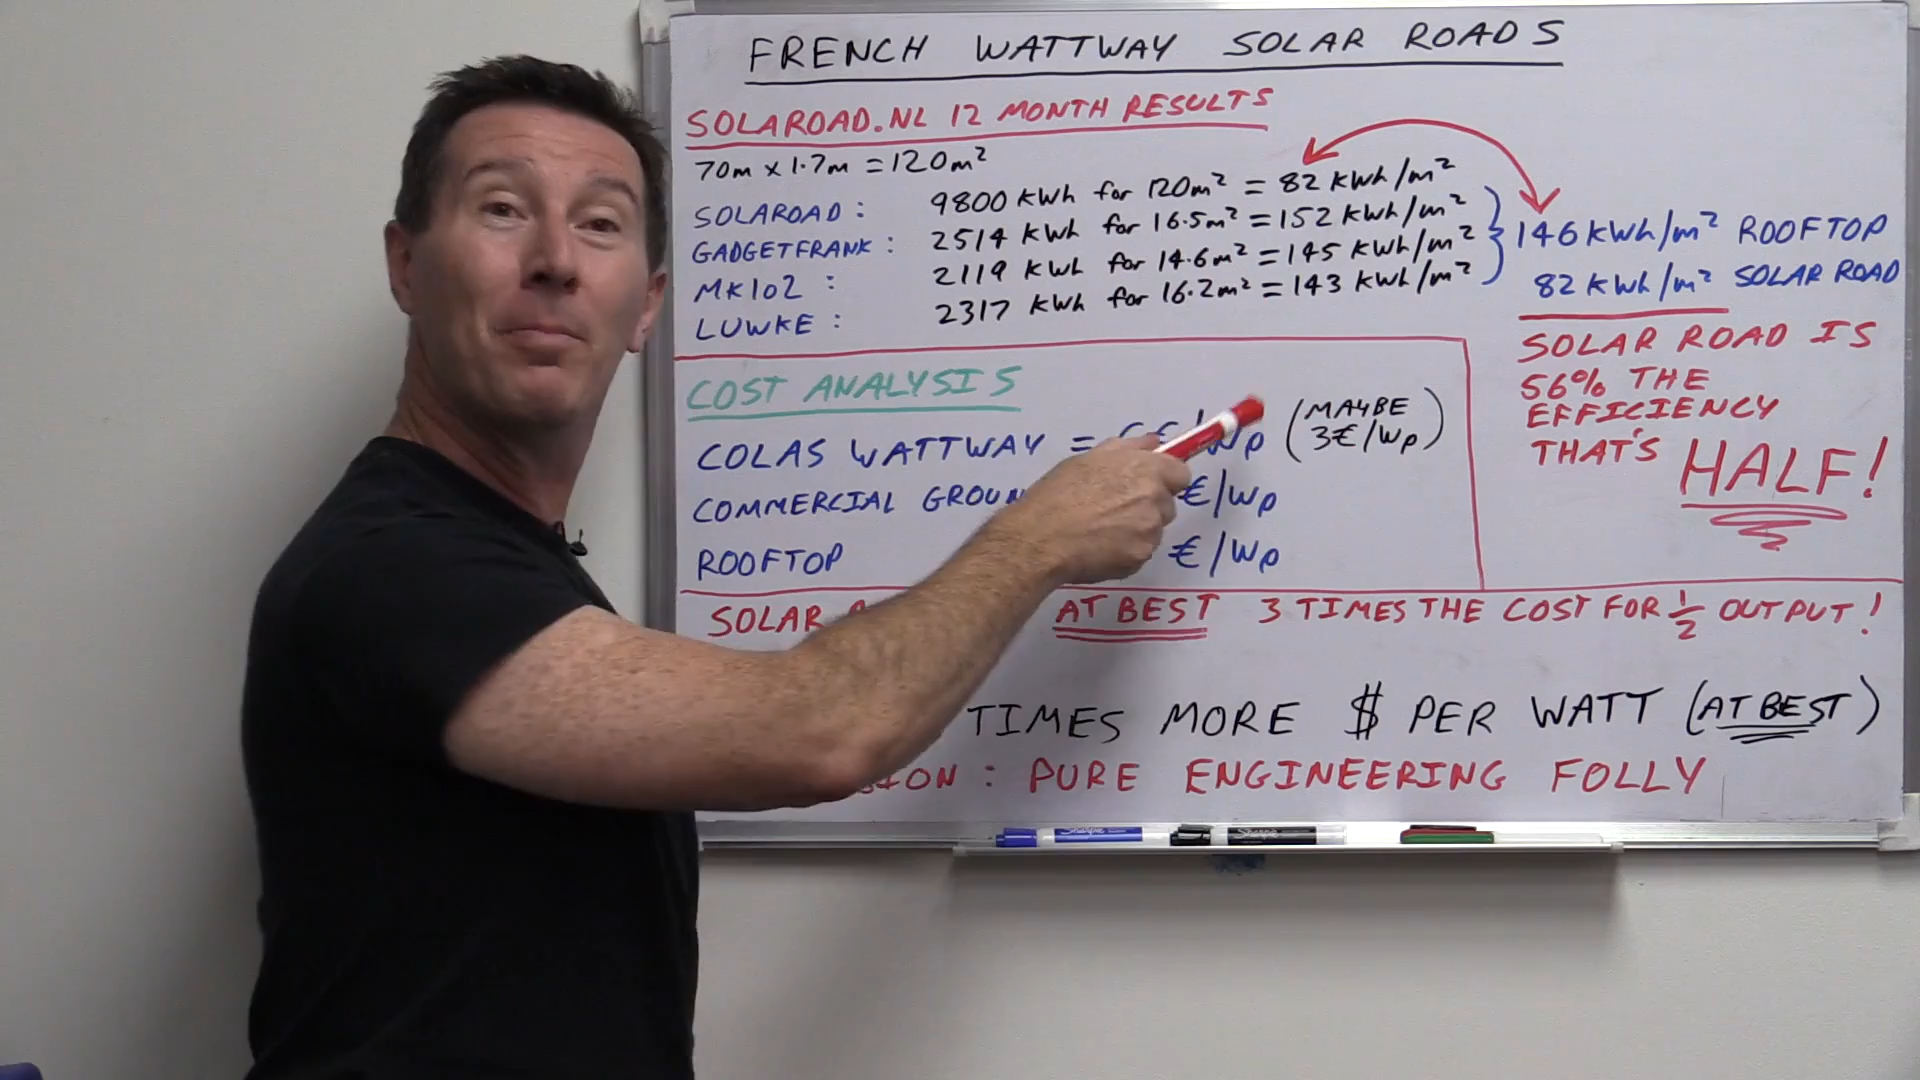 FRENCH WATTWAY SOLAR ROADS
SOLAROAD.NL 12 MONTH RESULTS
70m x 1.7m = 120m²
SOLAROAD: 9800 KWh for 120m² = 82 KWh/m²
GADGETFRANK: 2514 KWh for 16.5m² = 152 KWh/m²
MK102: 2119 KWh for 14.6m² = 145 KWh/m²
LUWKE: 2317 KWh for 16.2m² = 143 KWh/m²
146 KWh/m² ROOFTOP
82 KWh/m² SOLAR ROAD
SOLAR ROAD IS
56% THE
EFFICIENCY
THAT'S HALF!
COST ANALYSIS
COLAS WATTWAY = €/Wp (MAYBE 3€/Wp)
COMMERCIAL €/Wp
ROOFTOP €/Wp
SOLAR AT BEST 3 TIMES THE COST FOR ½ OUTPUT!
TIMES MORE $ PER WATT (AT BEST)
: PURE ENGINEERING FOLLY
Sharpie
Sharpie